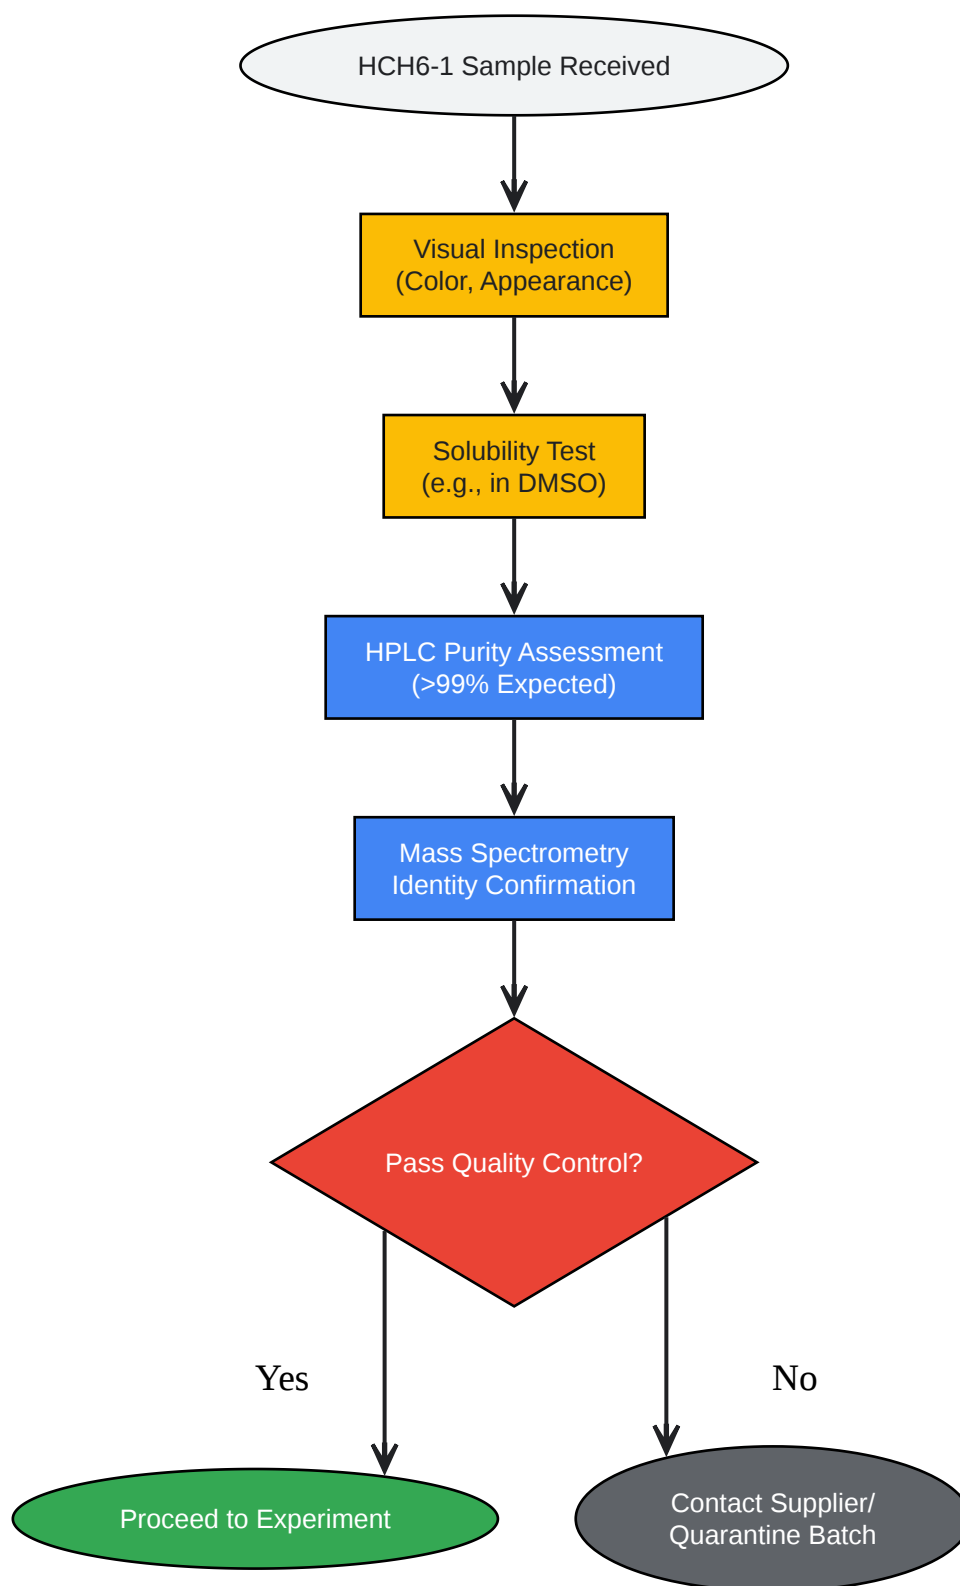 HCH6-1 Sample Received
Visual Inspection
(Color, Appearance)
Solubility Test
(e.g., in DMSO)
HPLC Purity Assessment
(>99% Expected)
Mass Spectrometry
Identity Confirmation
Pass Quality Control?
Yes
No
Proceed to Experiment
Contact Supplier/
Quarantine Batch